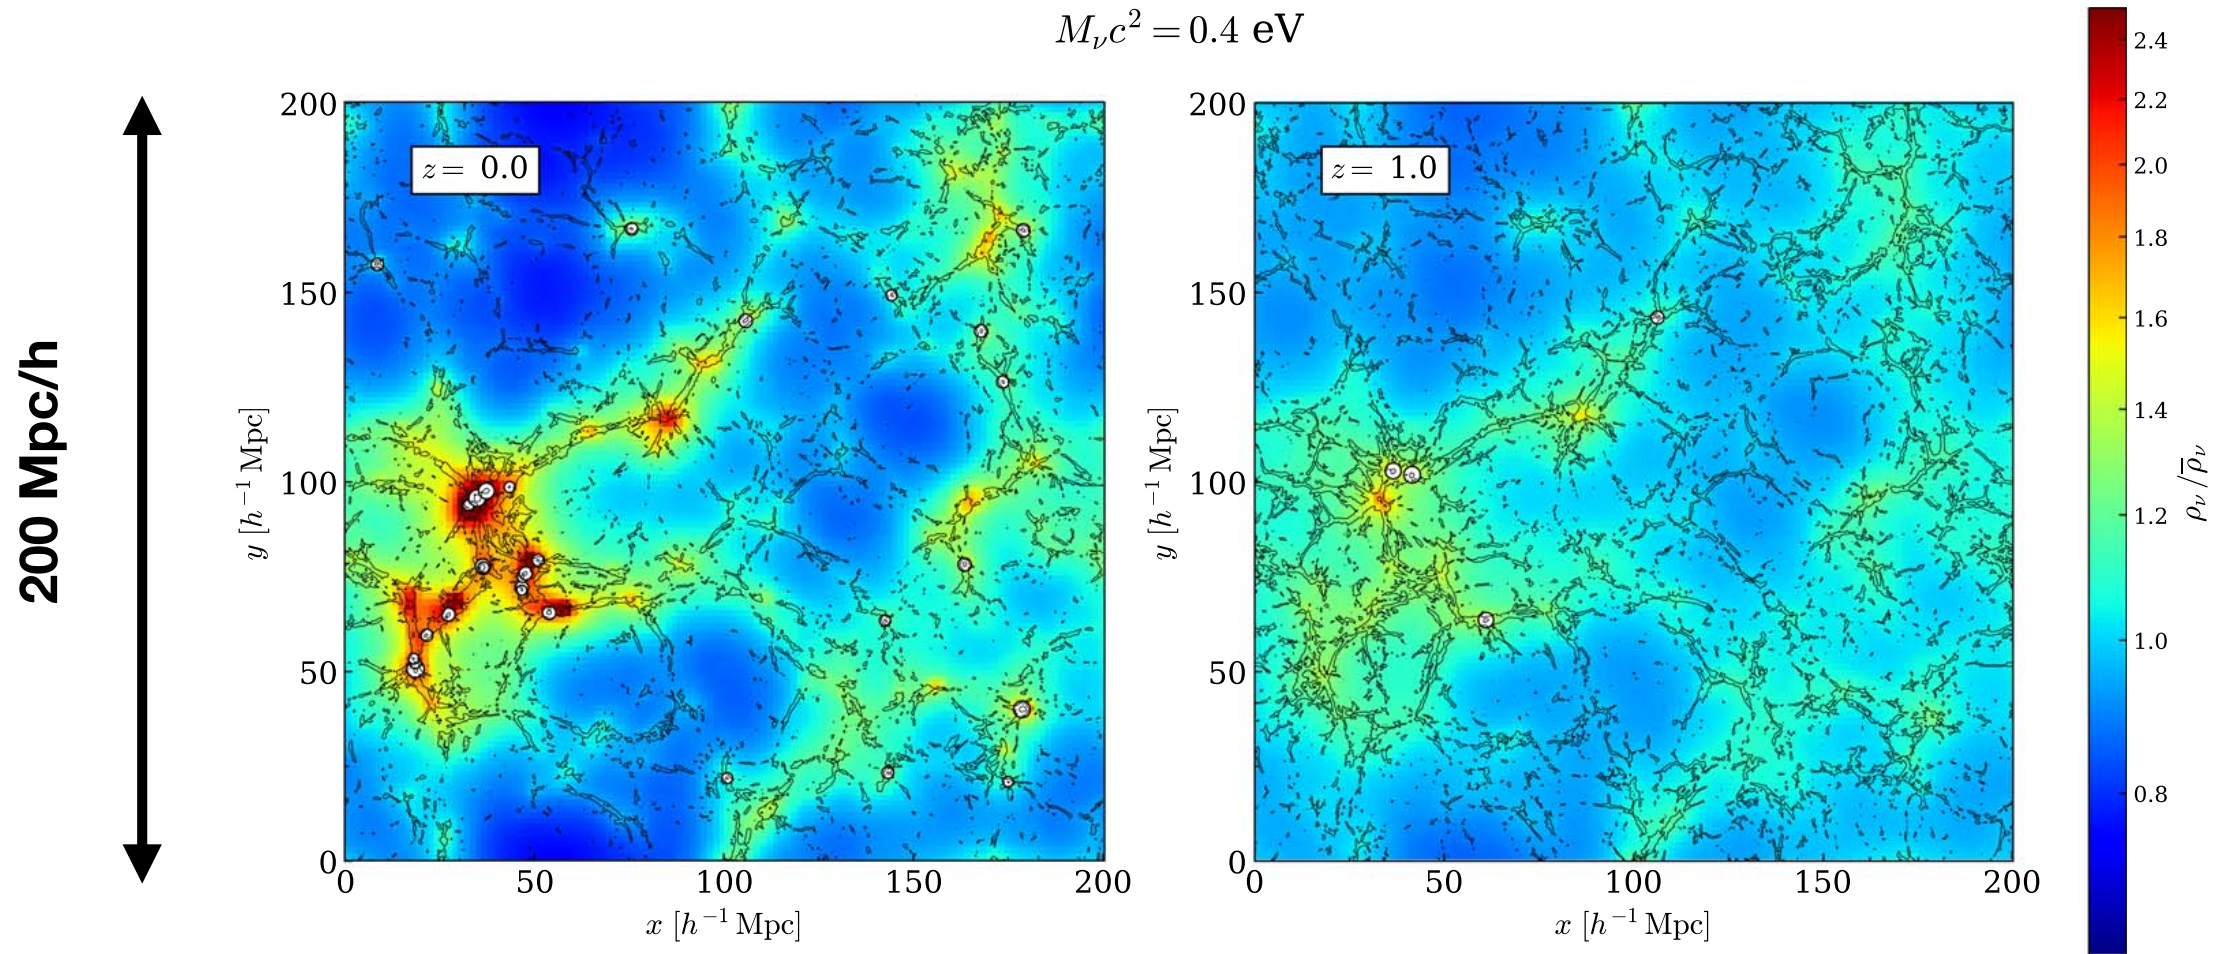 M_ν c² = 0.4 eV
200 Mpc/h
z = 0.0
200
150
100
50
0
y [h⁻¹ Mpc]
0 50 100 150 200
x [h⁻¹ Mpc]
z = 1.0
200
150
100
50
0
y [h⁻¹ Mpc]
0 50 100 150 200
x [h⁻¹ Mpc]
2.4
2.2
2.0
1.8
1.6
1.4
1.2
1.0
0.8
ρ_ν / ρ̄_ν